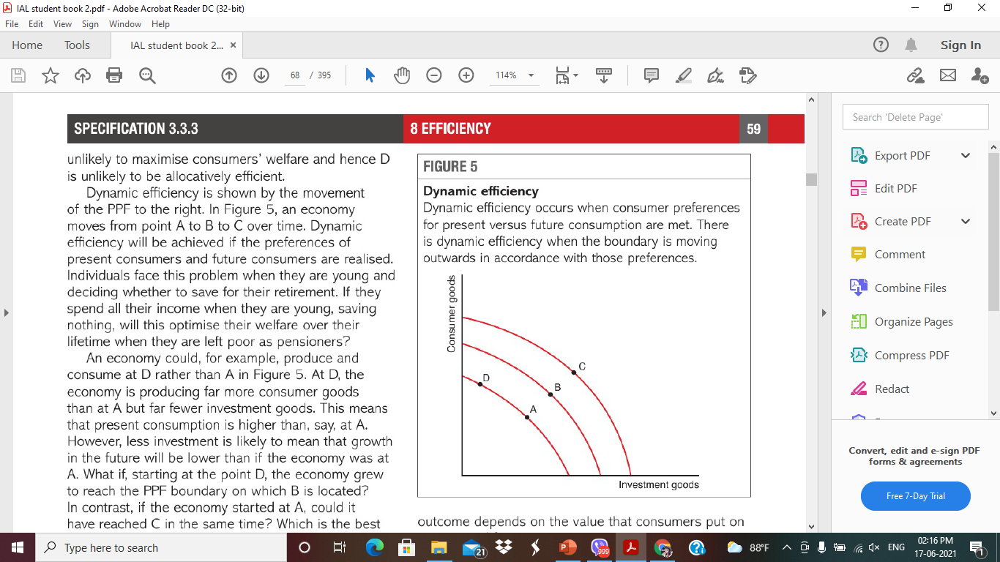 IAL student book 2.pdf - Adobe Acrobat Reader DC (32-bit)
File Edit View Sign Window Help
Home Tools IAL student book 2... ×
Sign In
68 / 395
114%
SPECIFICATION 3.3.3
8 EFFICIENCY
59
unlikely to maximise consumers' welfare and hence D
is unlikely to be allocatively efficient.
Dynamic efficiency is shown by the movement
of the PPF to the right. In Figure 5, an economy
moves from point A to B to C over time. Dynamic
efficiency will be achieved if the preferences of
present consumers and future consumers are realised.
Individuals face this problem when they are young and
deciding whether to save for their retirement. If they
spend all their income when they are young, saving
nothing, will this optimise their welfare over their
lifetime when they are left poor as pensioners?
An economy could, for example, produce and
consume at D rather than A in Figure 5. At D, the
economy is producing far more consumer goods
than at A but far fewer investment goods. This means
that present consumption is higher than, say, at A.
However, less investment is likely to mean that growth
in the future will be lower than if the economy was at
A. What if, starting at the point D, the economy grew
to reach the PPF boundary on which B is located?
In contrast, if the economy started at A, could it
have reached C in the same time? Which is the best
FIGURE 5
Dynamic efficiency
Dynamic efficiency occurs when consumer preferences
for present versus future consumption are met. There
is dynamic efficiency when the boundary is moving
outwards in accordance with those preferences.
Consumer goods
C
D
B
A
Investment goods
outcome depends on the value that consumers put on
Search 'Delete Page'
Export PDF
Edit PDF
Create PDF
Comment
Combine Files
Organize Pages
Compress PDF
Redact
Convert, edit and e-sign PDF
forms & agreements
Free 7-Day Trial
Type here to search
21
999
88°F
ENG
02:16 PM
17-06-2021
1